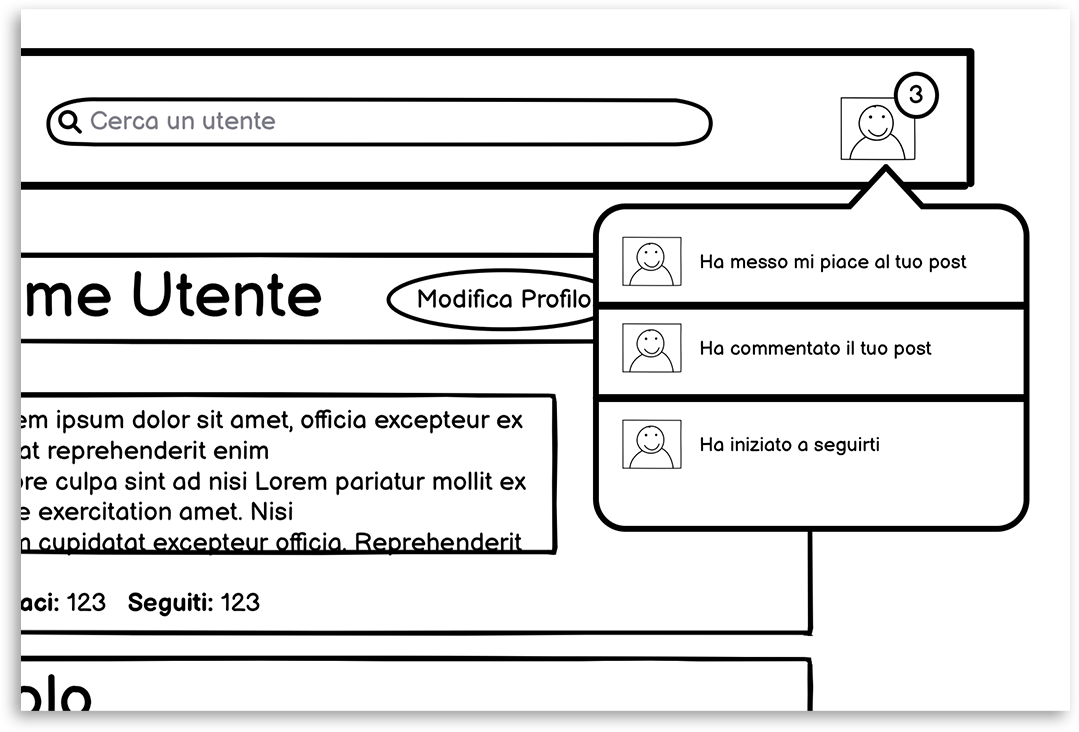 Cerca un utente
3
Ha messo mi piace al tuo post
me Utente
Modifica Profilo
Ha commentato il tuo post
em ipsum dolor sit amet, officia excepteur ex
at reprehenderit enim
Ha iniziato a seguirti
ore culpa sint ad nisi Lorem pariatur mollit ex
e exercitation amet. Nisi
n cupidatat excepteur officia. Reprehenderit
aci: 123 Seguiti: 123
olo